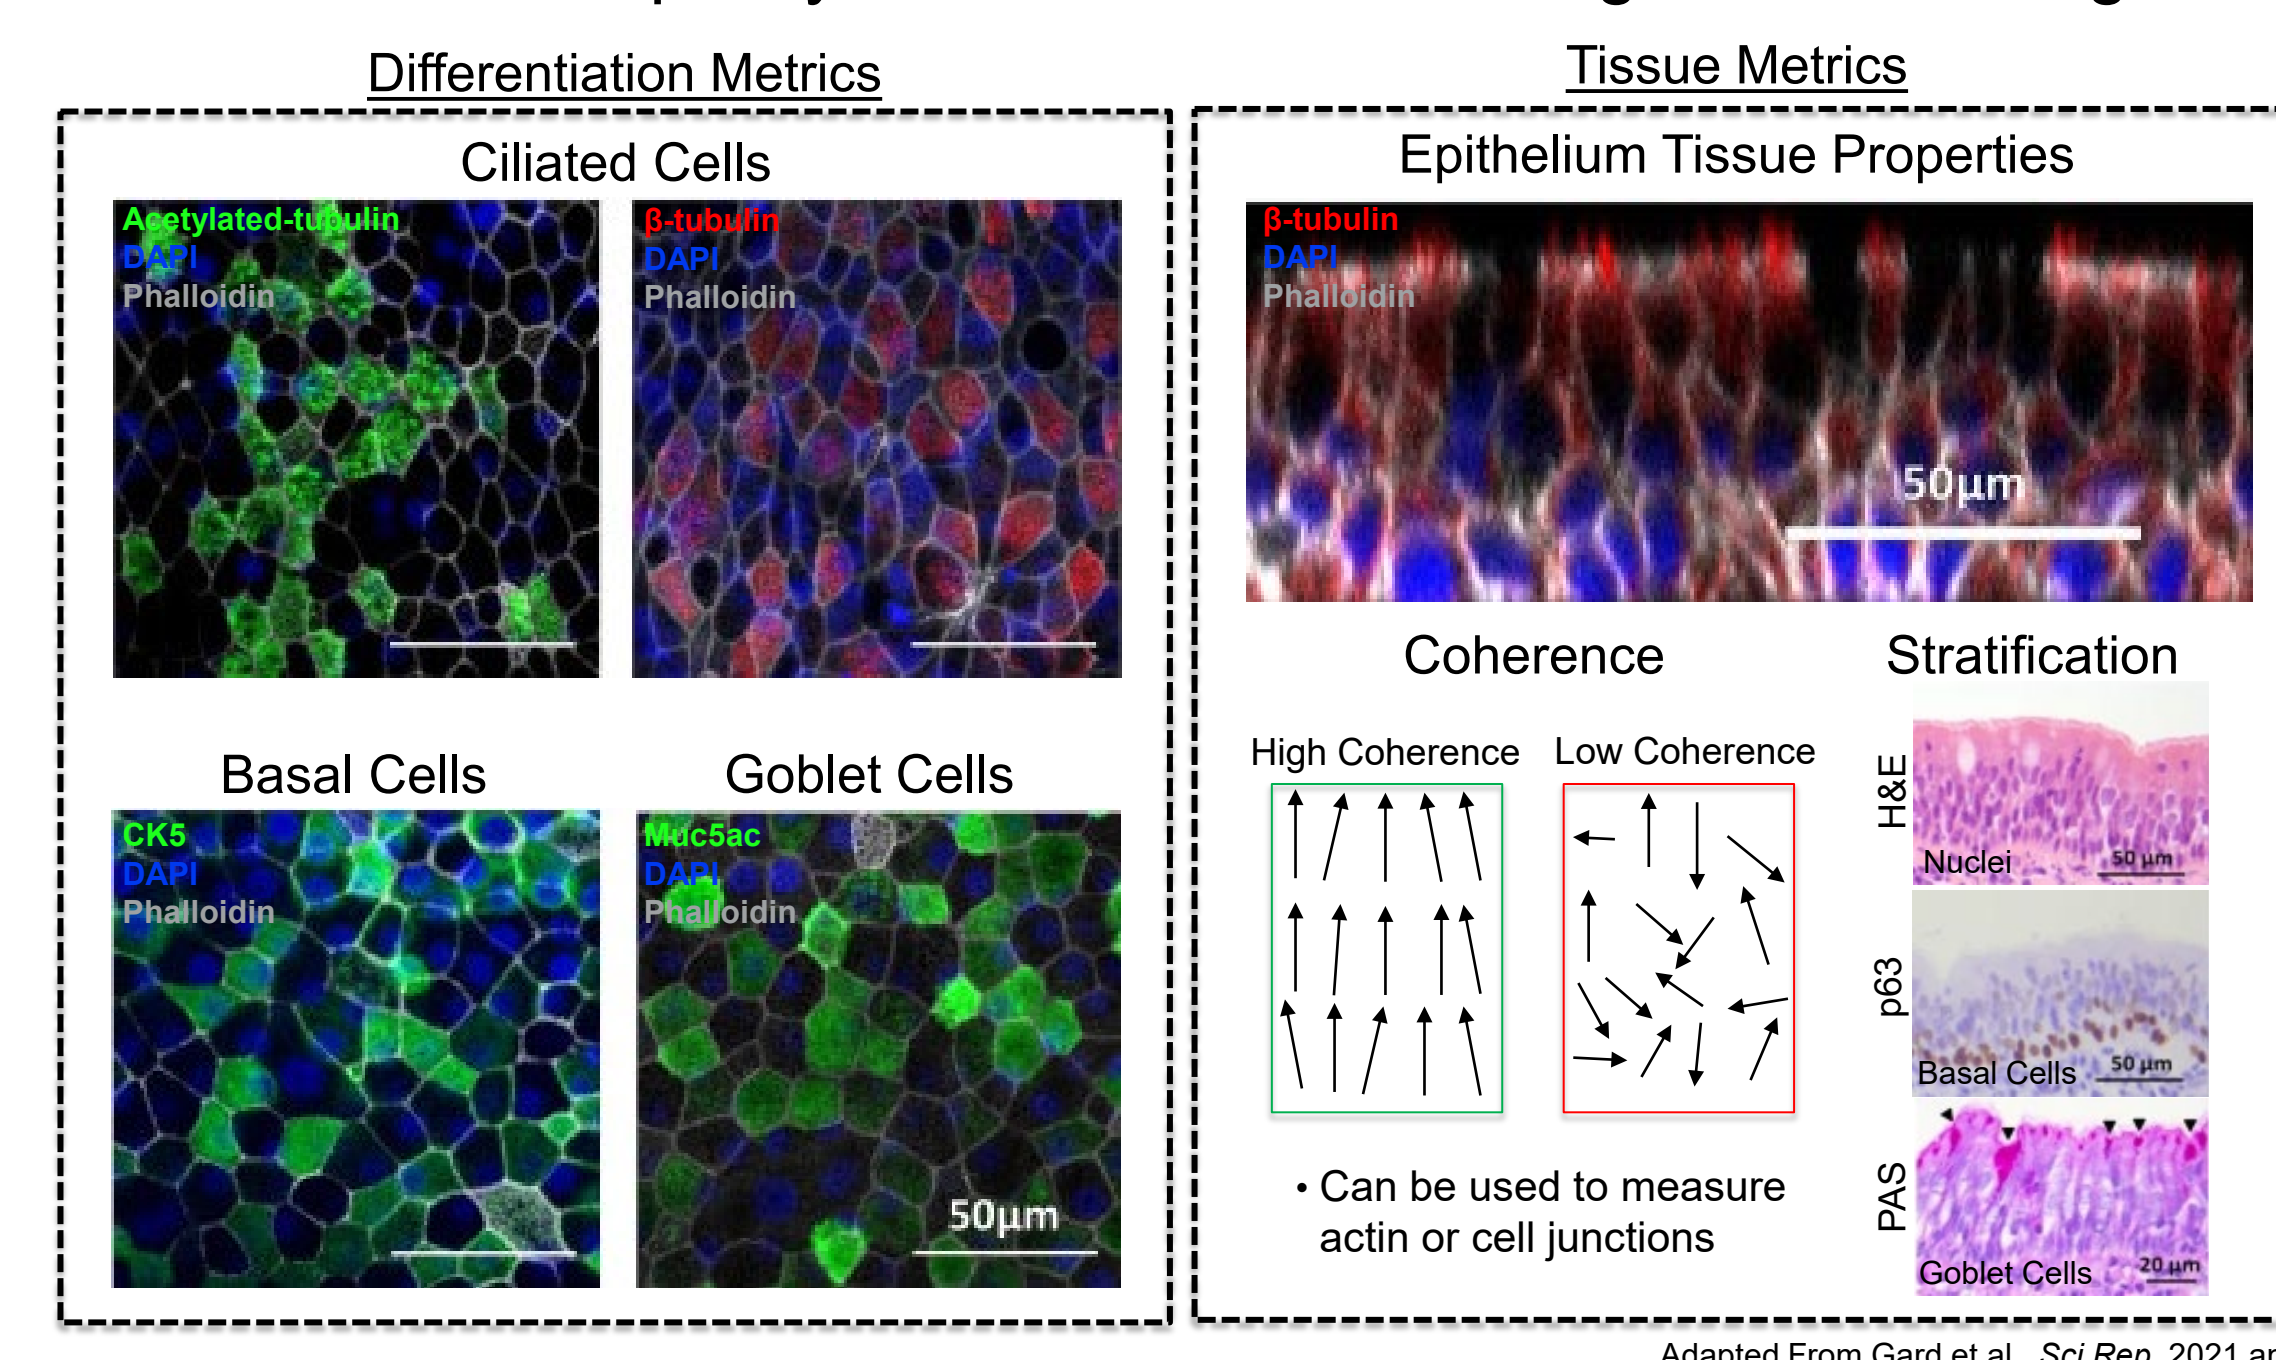 Differentiation Metrics
Tissue Metrics
Ciliated Cells
Acetylated-tubulin
DAPI
Phalloidin
β-tubulin
DAPI
Phalloidin
Basal Cells
CK5
DAPI
Phalloidin
Goblet Cells
Muc5ac
DAPI
Phalloidin
50µm
Epithelium Tissue Properties
β-tubulin
DAPI
Phalloidin
50µm
Coherence
High Coherence
Low Coherence
• Can be used to measure
actin or cell junctions
Stratification
H&E
Nuclei
50 µm
p63
Basal Cells
50 µm
PAS
Goblet Cells
20 µm
Adapted From Gard et al., Sci Rep, 2021